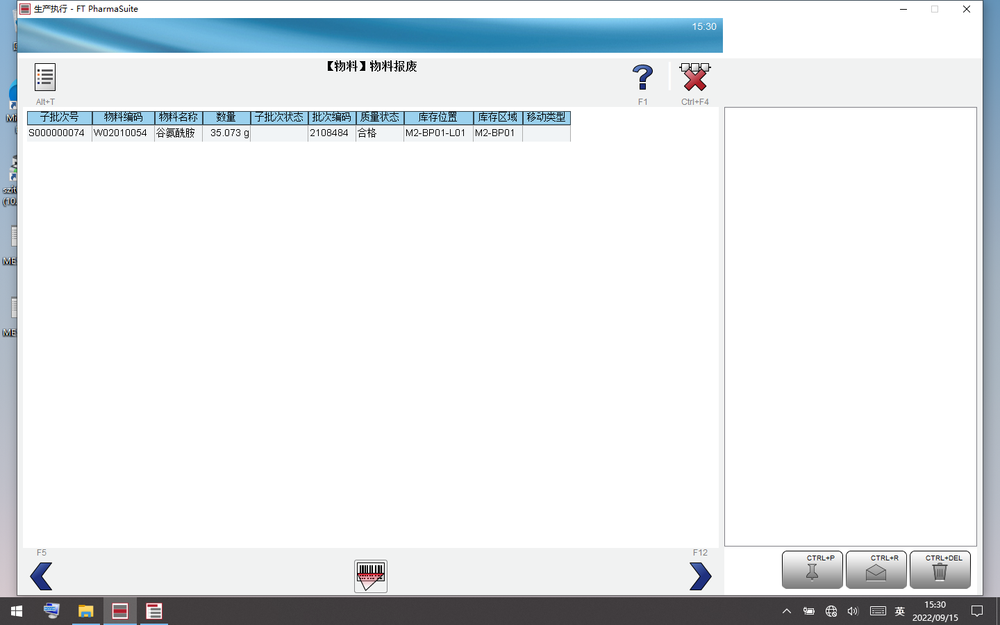 生产执行 - FT PharmaSuite
15:30
【物料】物料报废
Alt+T
F1
Ctrl+F4
子批次号 物料编码 物料名称 数量 子批次状态 批次编码 质量状态 库存位置 库存区域 移动类型
S000000074 W02010054 谷氨酰胺 35.073 g 2108484 合格 M2-BP01-L01 M2-BP01
Mi
szit
(10.
ME
ME
F5
F12
CTRL+P
CTRL+R
CTRL+DEL
英
15:30
2022/09/15